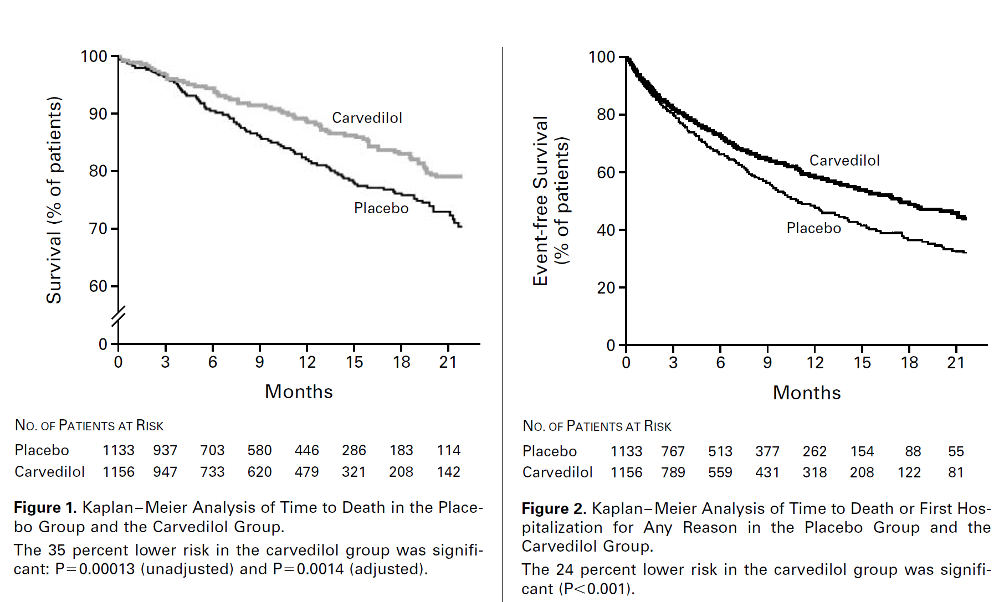 100
90
80
70
60
0
Survival (% of patients)
Carvedilol
Placebo
0 3 6 9 12 15 18 21
Months
NO. OF PATIENTS AT RISK
Placebo 1133 937 703 580 446 286 183 114
Carvedilol 1156 947 733 620 479 321 208 142
Figure 1. Kaplan–Meier Analysis of Time to Death in the Place-
bo Group and the Carvedilol Group.
The 35 percent lower risk in the carvedilol group was signifi-
cant: P=0.00013 (unadjusted) and P=0.0014 (adjusted).
100
80
60
40
20
0
Event-free Survival
(% of patients)
Carvedilol
Placebo
0 3 6 9 12 15 18 21
Months
NO. OF PATIENTS AT RISK
Placebo 1133 767 513 377 262 154 88 55
Carvedilol 1156 789 559 431 318 208 122 81
Figure 2. Kaplan–Meier Analysis of Time to Death or First Hos-
pitalization for Any Reason in the Placebo Group and the
Carvedilol Group.
The 24 percent lower risk in the carvedilol group was signifi-
cant (P<0.001).